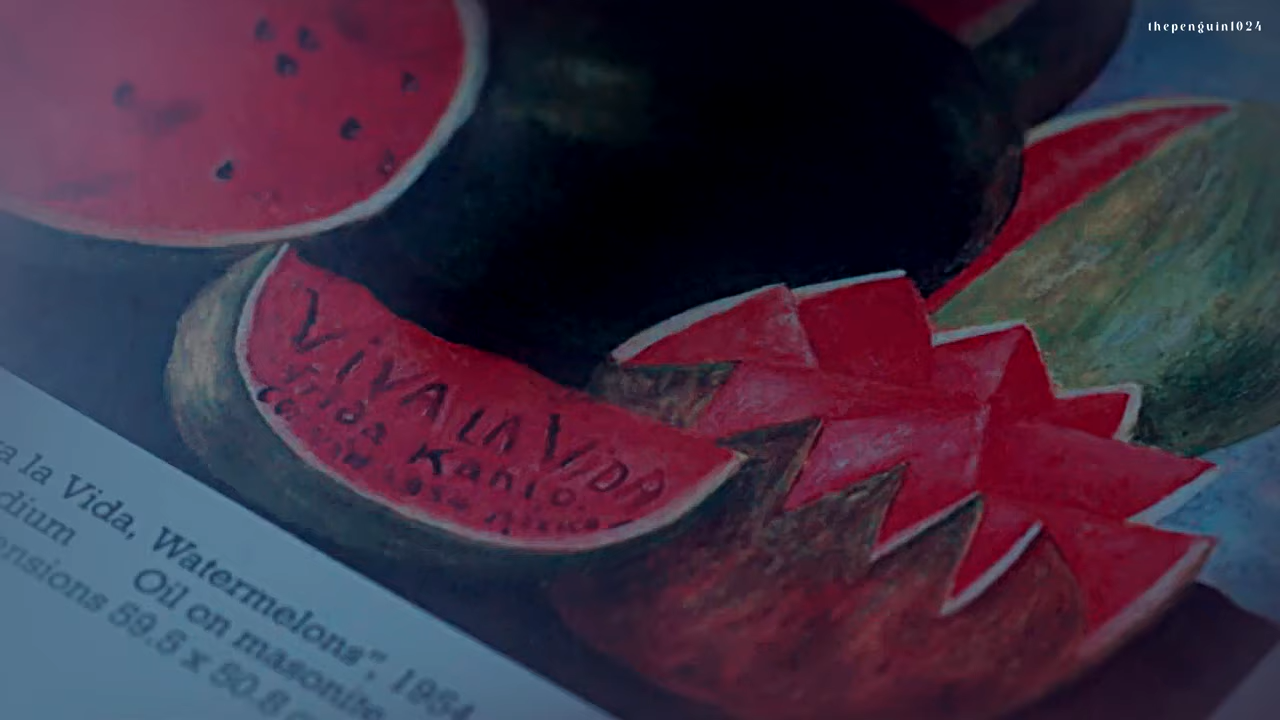 thepenguin1024
VIVA LA VIDA
Frida Kahlo.
a la Vida, Watermelons", 1954
dium Oil on masonite
ensions 59.5 x 50.8 c